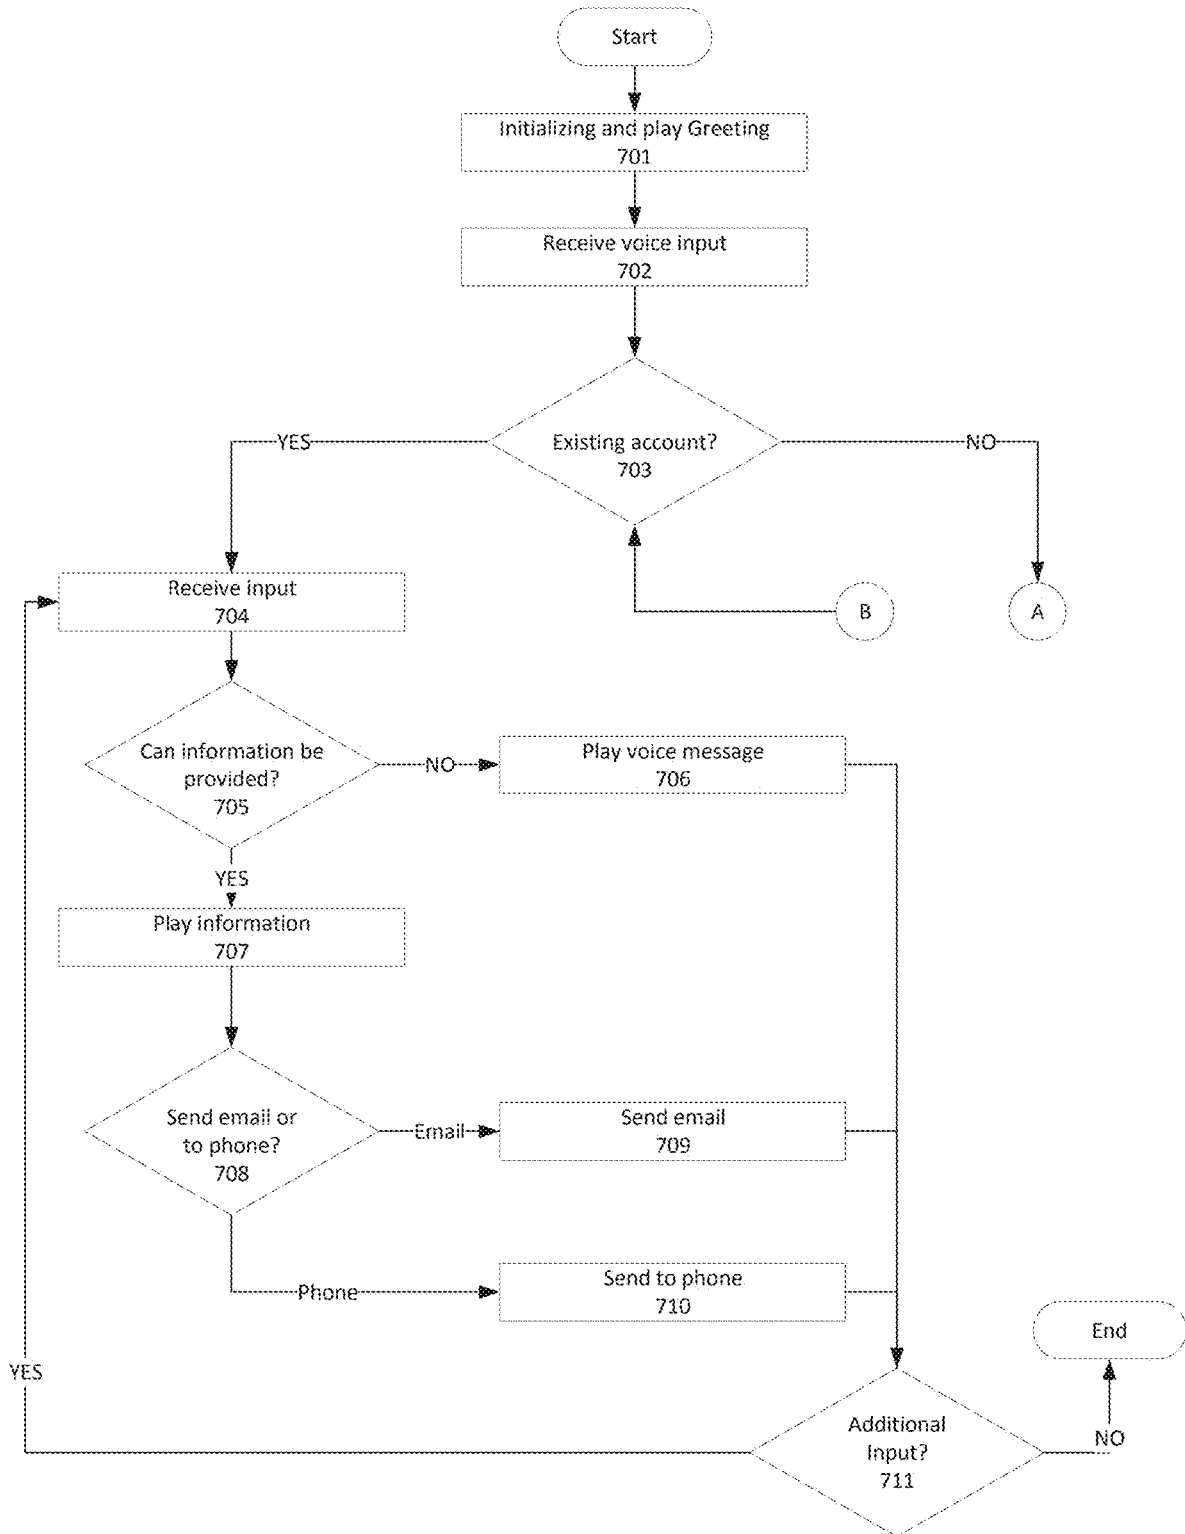 Start
Initializing and play Greeting
701
Receive voice input
702
Existing account?
703
YES
NO
Receive input
704
B
A
Can information be
provided?
705
NO
Play voice message
706
YES
Play information
707
Send email or
to phone?
708
Email
Send email
709
Phone
Send to phone
710
End
YES
Additional
Input?
711
NO